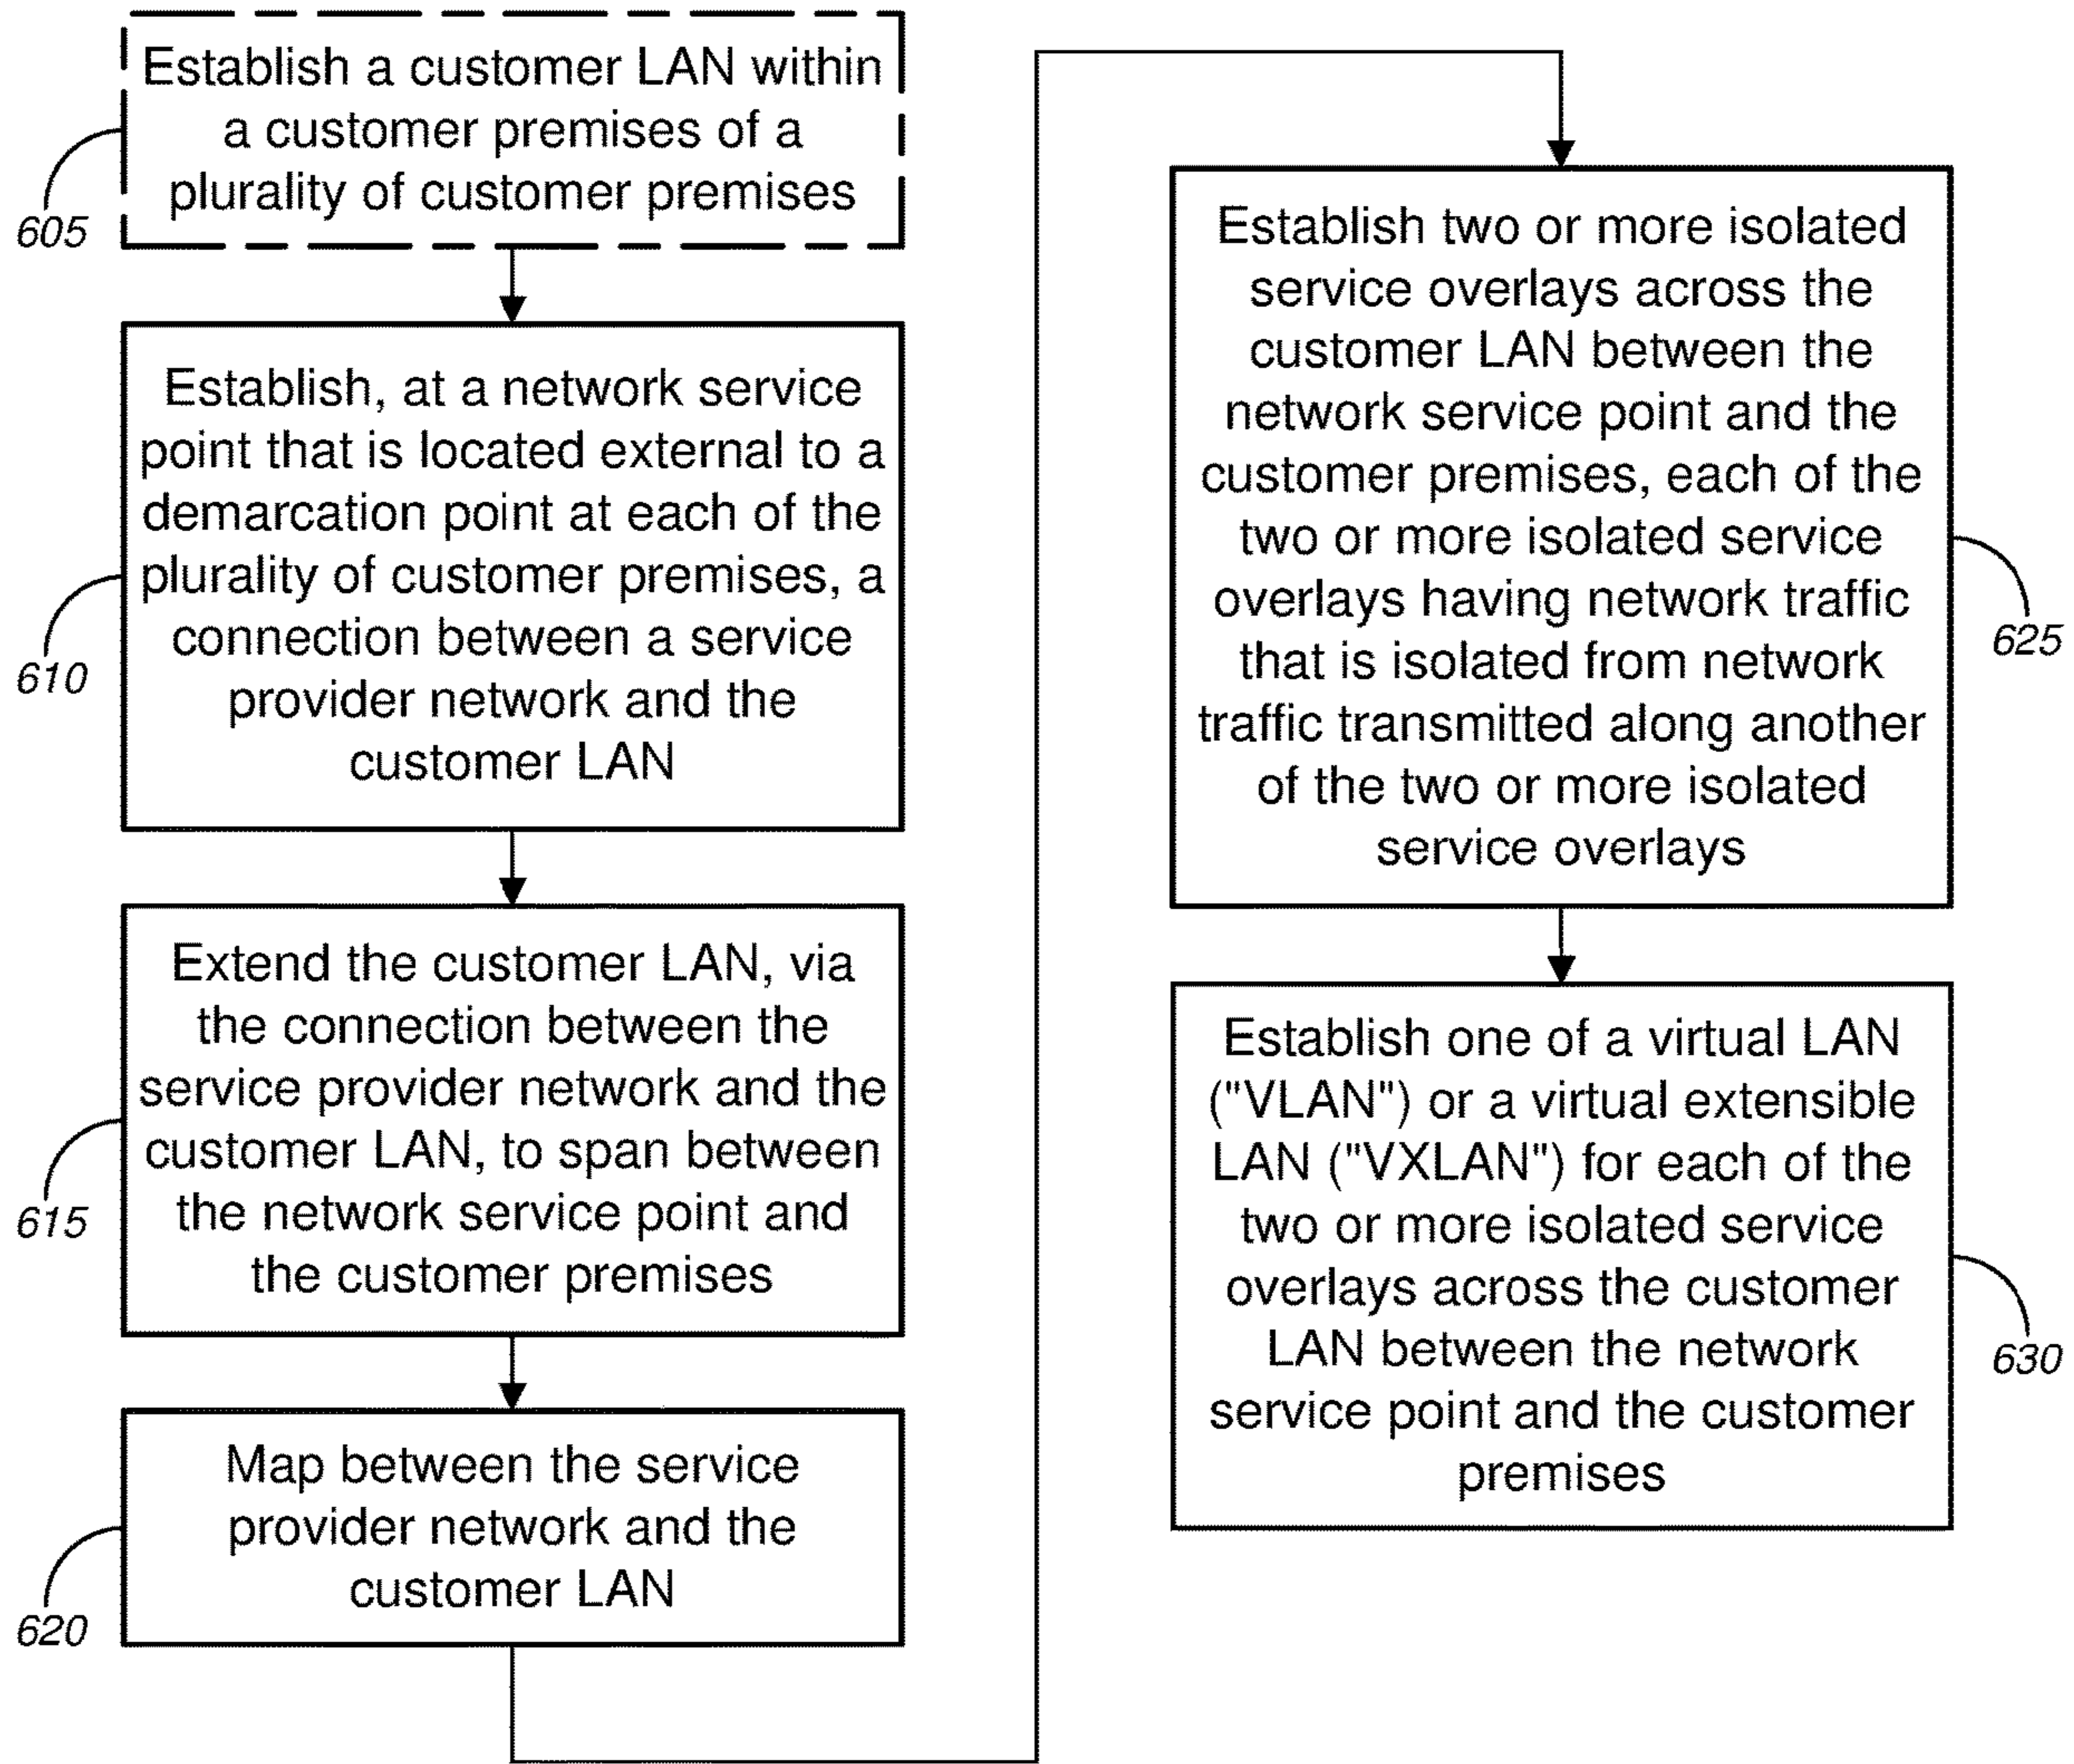 Establish a customer LAN within
a customer premises of a
plurality of customer premises
605
Establish, at a network service
point that is located external to a
demarcation point at each of the
plurality of customer premises, a
connection between a service
provider network and the
customer LAN
610
Extend the customer LAN, via
the connection between the
service provider network and the
customer LAN, to span between
the network service point and
the customer premises
615
Map between the service
provider network and the
customer LAN
620
Establish two or more isolated
service overlays across the
customer LAN between the
network service point and the
customer premises, each of the
two or more isolated service
overlays having network traffic
that is isolated from network
traffic transmitted along another
of the two or more isolated
service overlays
625
Establish one of a virtual LAN
("VLAN") or a virtual extensible
LAN ("VXLAN") for each of the
two or more isolated service
overlays across the customer
LAN between the network
service point and the customer
premises
630